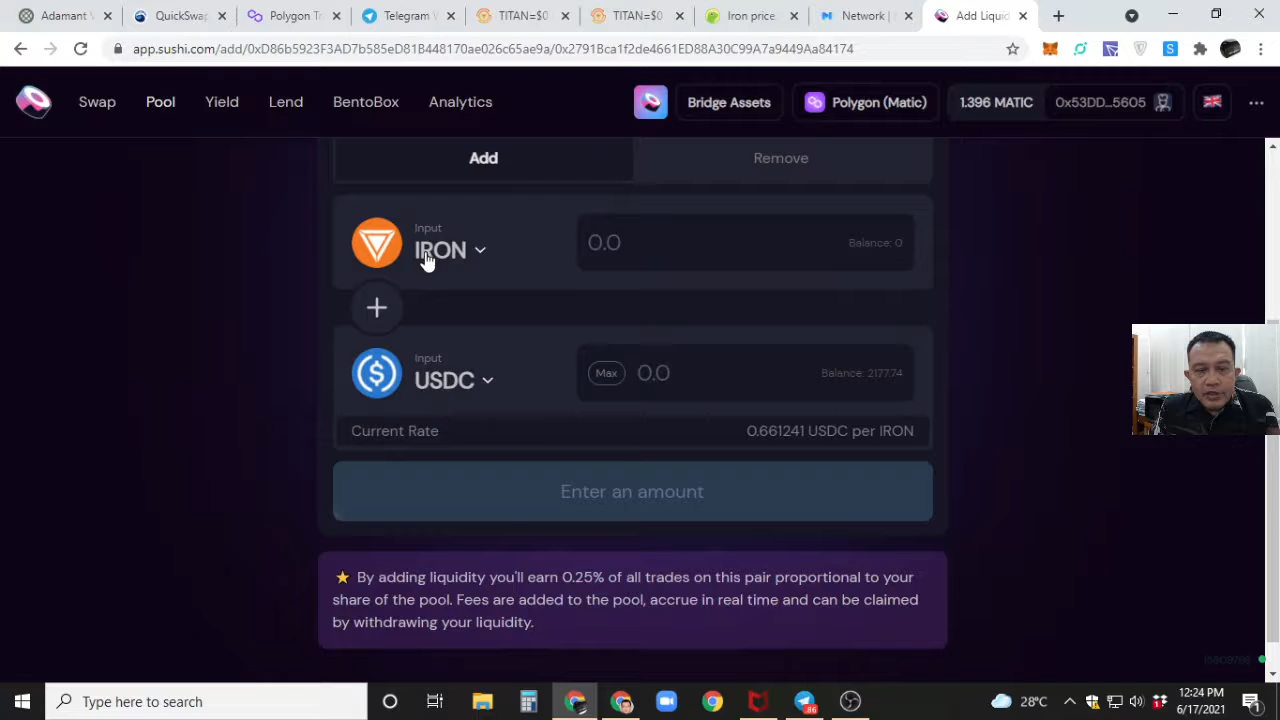 Adamant V
QuickSwap
Polygon T
Telegram W
TITAN=$0
TITAN=$0
Iron price
Network |
Add Liquid
app.sushi.com/add/0xD86b5923F3AD7b585eD81B448170ae026c65ae9a/0x2791Bca1f2de4661ED88A30C99A7a9449Aa84174
Swap
Pool
Yield
Lend
BentoBox
Analytics
Bridge Assets
Polygon (Matic)
1.396 MATIC
0x53DD...5605
Add
Remove
Input
IRON
0.0
Balance: 0
Input
USDC
Max
0.0
Balance: 2177.74
Current Rate
0.661241 USDC per IRON
Enter an amount
By adding liquidity you'll earn 0.25% of all trades on this pair proportional to your
share of the pool. Fees are added to the pool, accrue in real time and can be claimed
by withdrawing your liquidity.
Type here to search
86
28°C
12:24 PM
6/17/2021